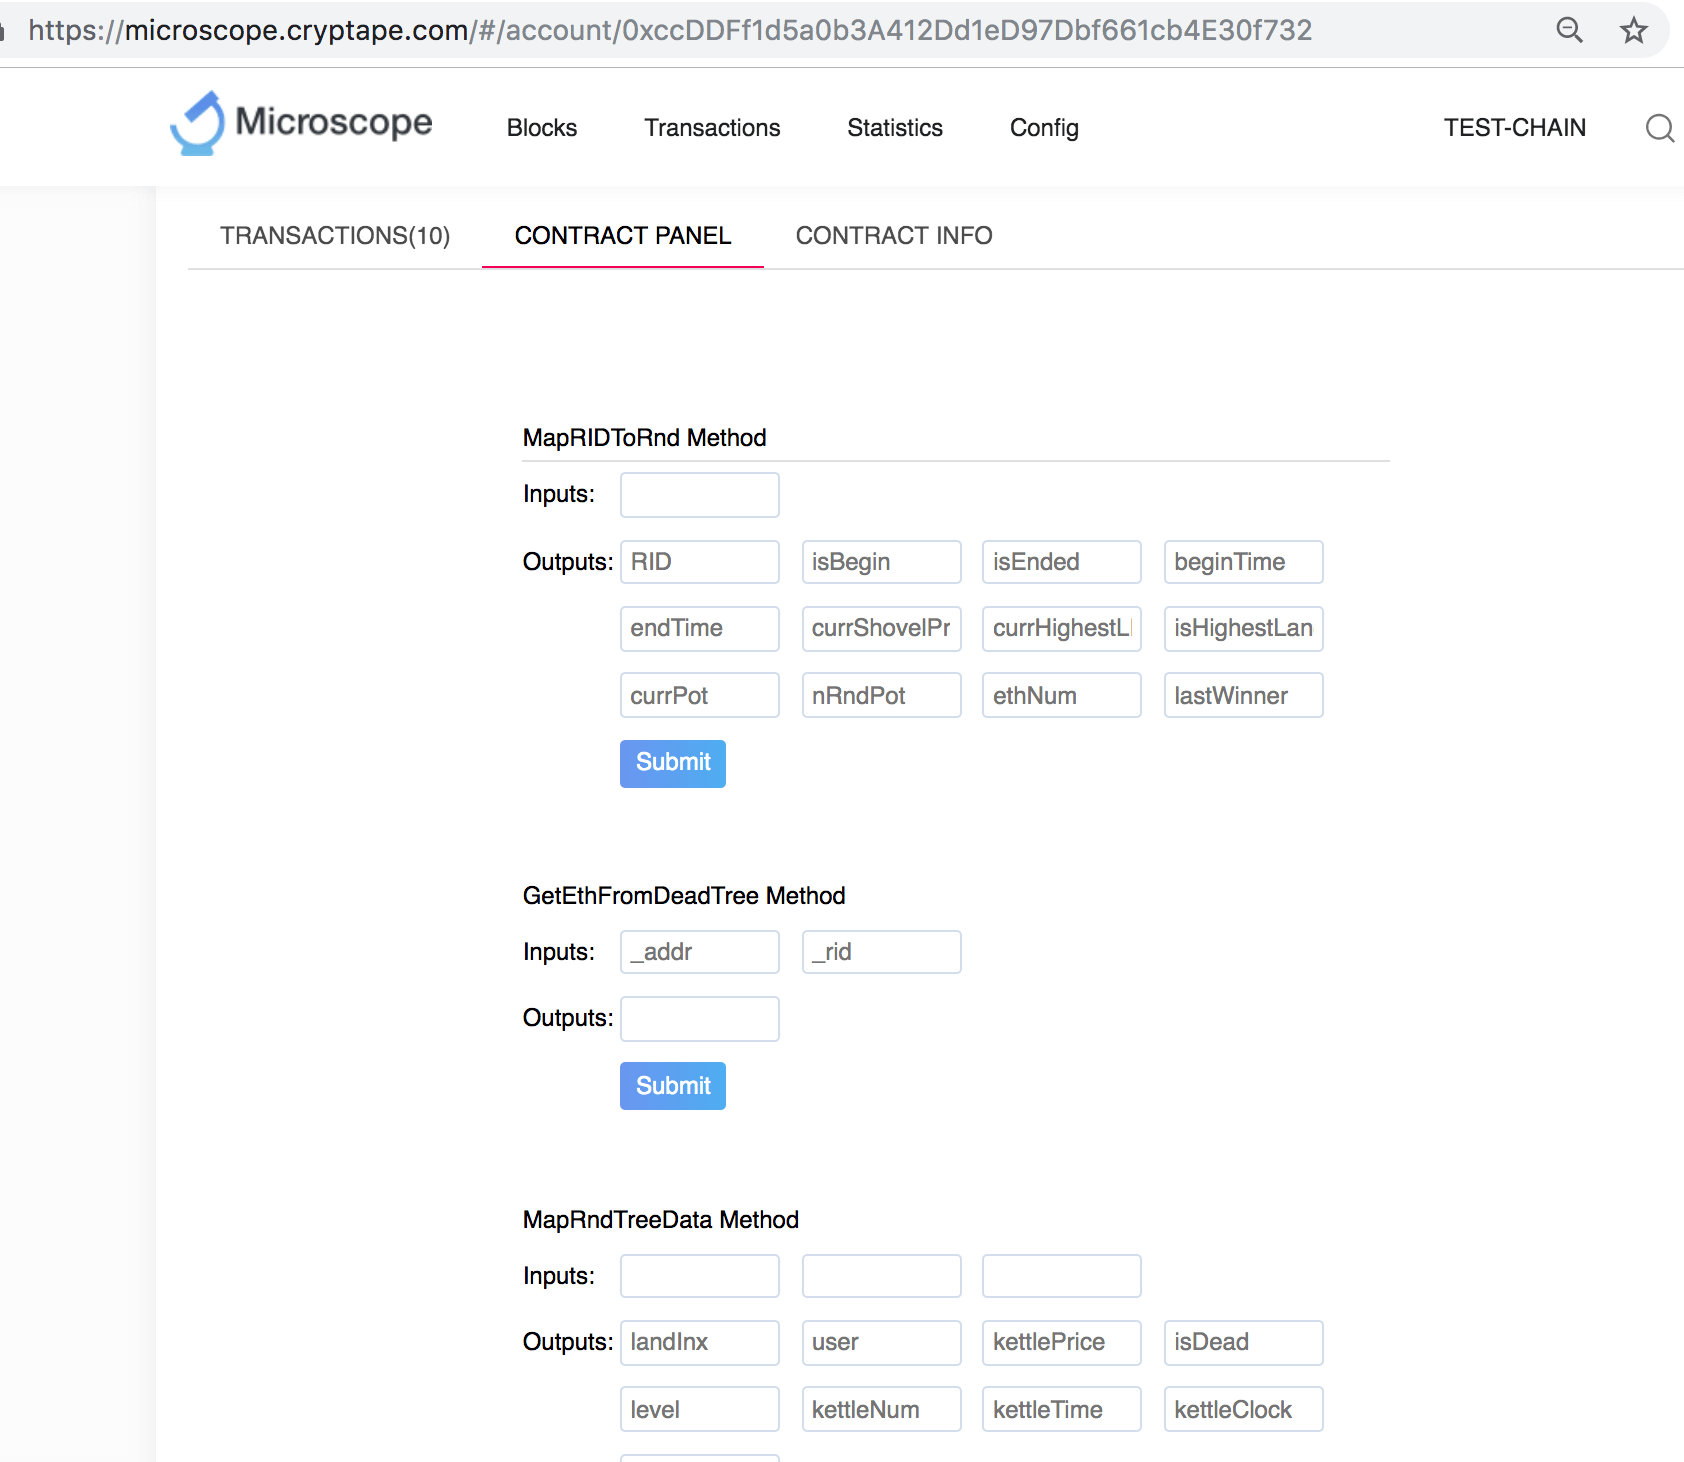 https://microscope.cryptape.com/#/account/0xccDDFf1d5a0b3A412Dd1eD97Dbf661cb4E30f732
Microscope Blocks Transactions Statistics Config TEST-CHAIN
TRANSACTIONS(10) CONTRACT PANEL CONTRACT INFO
MapRIDToRnd Method
Inputs:
Outputs: RID isBegin isEnded beginTime
endTime currShovelPr currHighestL isHighestLan
currPot nRndPot ethNum lastWinner
Submit
GetEthFromDeadTree Method
Inputs: _addr _rid
Outputs:
Submit
MapRndTreeData Method
Inputs:
Outputs: landInx user kettlePrice isDead
level kettleNum kettleTime kettleClock